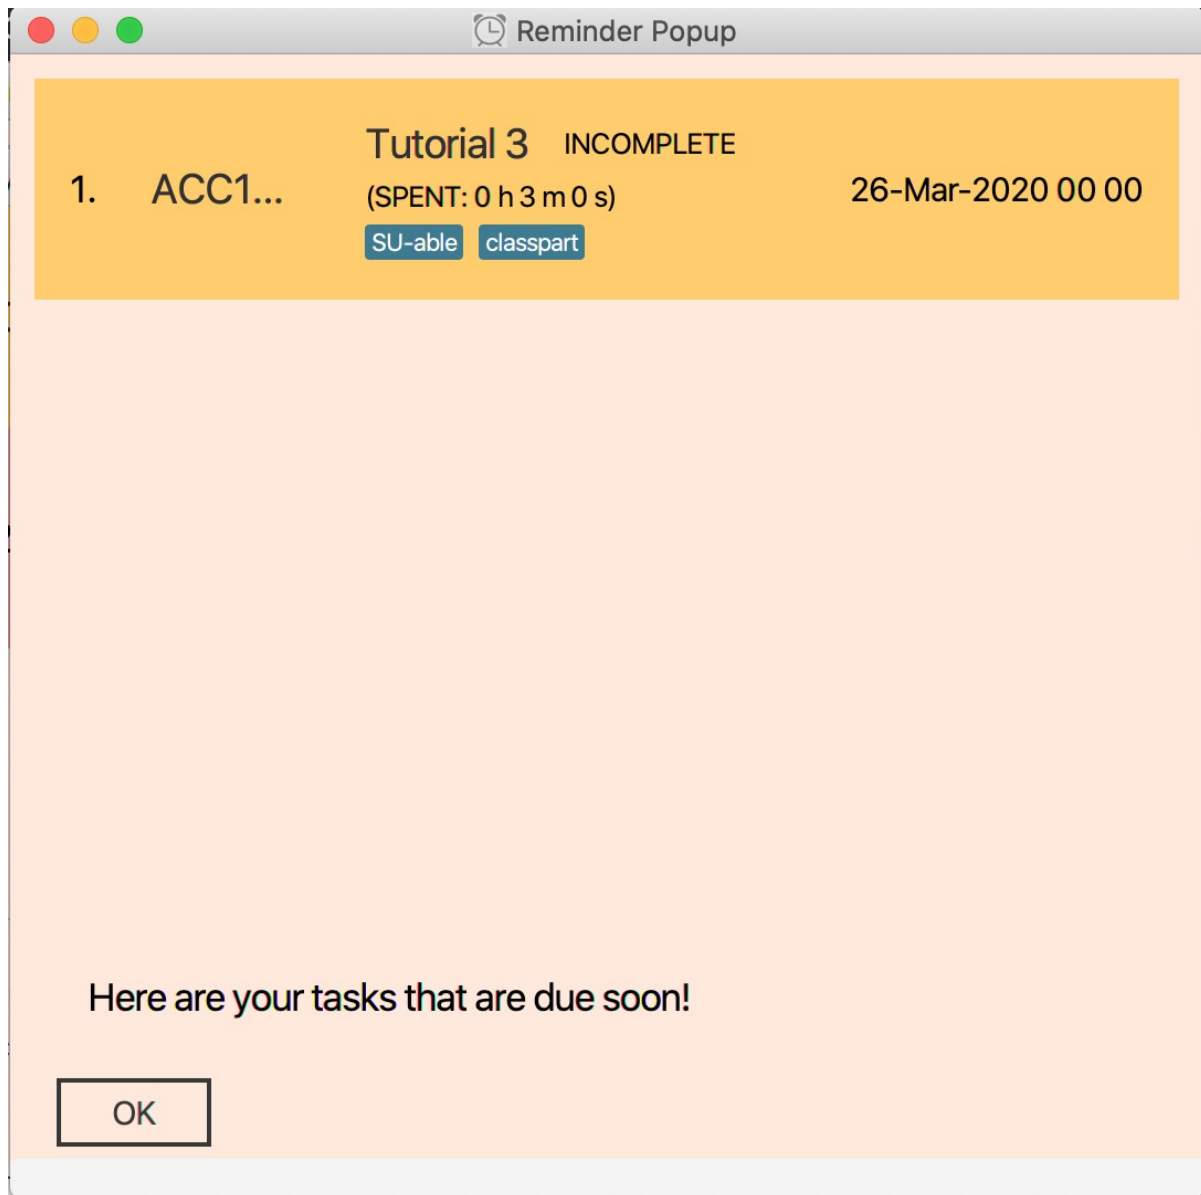 Reminder Popup
1. ACC1... Tutorial 3 INCOMPLETE
(SPENT: 0 h 3 m 0 s) 26-Mar-2020 00 00
SU-able classpart
Here are your tasks that are due soon!
OK